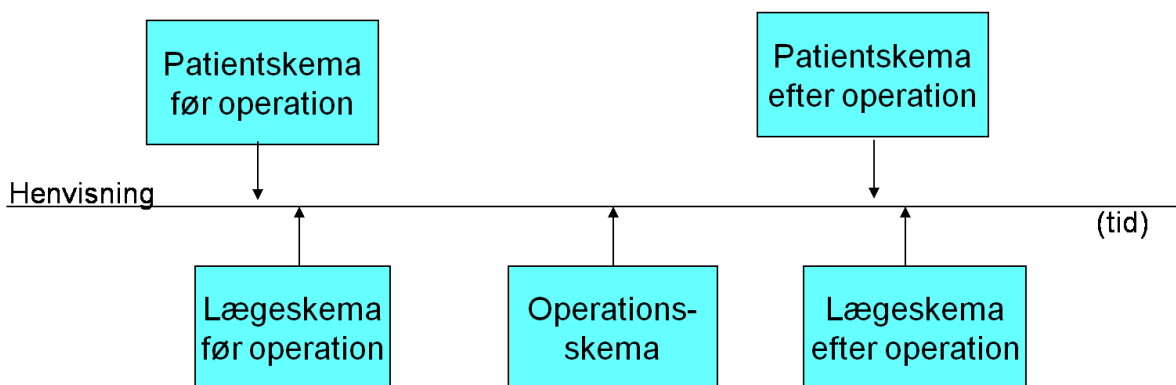 Patientskema
før operation
Patientskema
efter operation
Henvisning
(tid)
Lægeskema
før operation
Operations-
skema
Lægeskema
efter operation